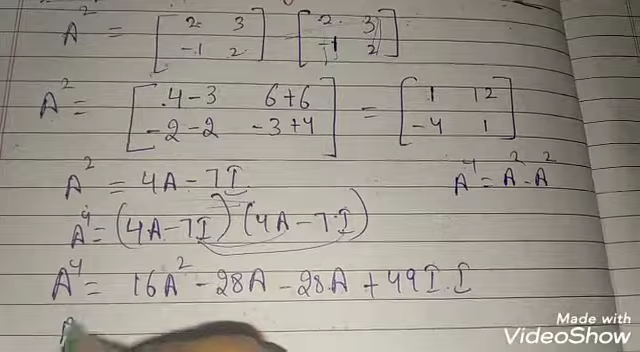 A² = [2 3 -1 2] [2 3 -1 2]
A² = [4-3 6+6 -2-2 -3+4] = [1 12 -4 1]
A² = 4A - 7I
A⁴ = A² · A²
A⁴ = (4A - 7I) (4A - 7I)
A⁴ = 16A² - 28A - 28A + 49I.I
Made with
VideoShow